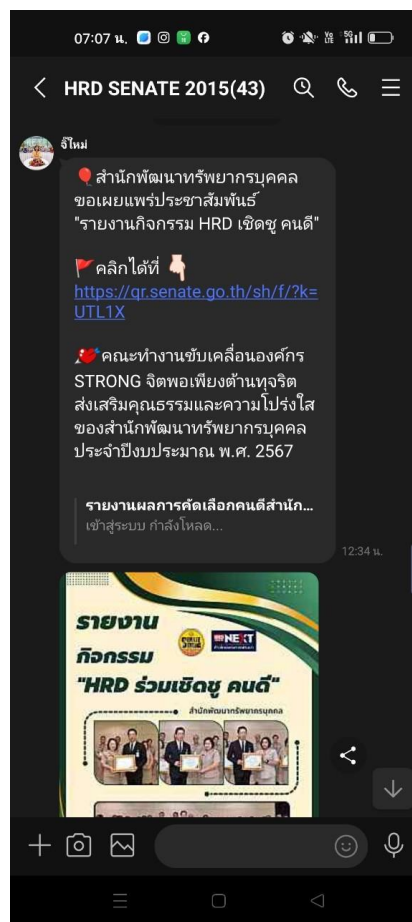 07:07 น.
HRD SENATE 2015(43)
จิ๊ใหม่
สำนักพัฒนาทรัพยากรบุคคล
ขอเผยแพร่ประชาสัมพันธ์
"รายงานกิจกรรม HRD เชิดชู คนดี"
คลิกได้ที่
https://qr.senate.go.th/sh/f/?k=
UTL1X
คณะทำงานขับเคลื่อนองค์กร
STRONG จิตพอเพียงต้านทุจริต
ส่งเสริมคุณธรรมและความโปร่งใส
ของสำนักพัฒนาทรัพยากรบุคคล
ประจำปีงบประมาณ พ.ศ. 2567
รายงานผลการคัดเลือกคนดีสำนัก...
เข้าสู่ระบบ กำลังโหลด...
12:34 น.
รายงาน
กิจกรรม
"HRD ร่วมเชิดชู คนดี"
สำนักพัฒนาทรัพยากรบุคคล